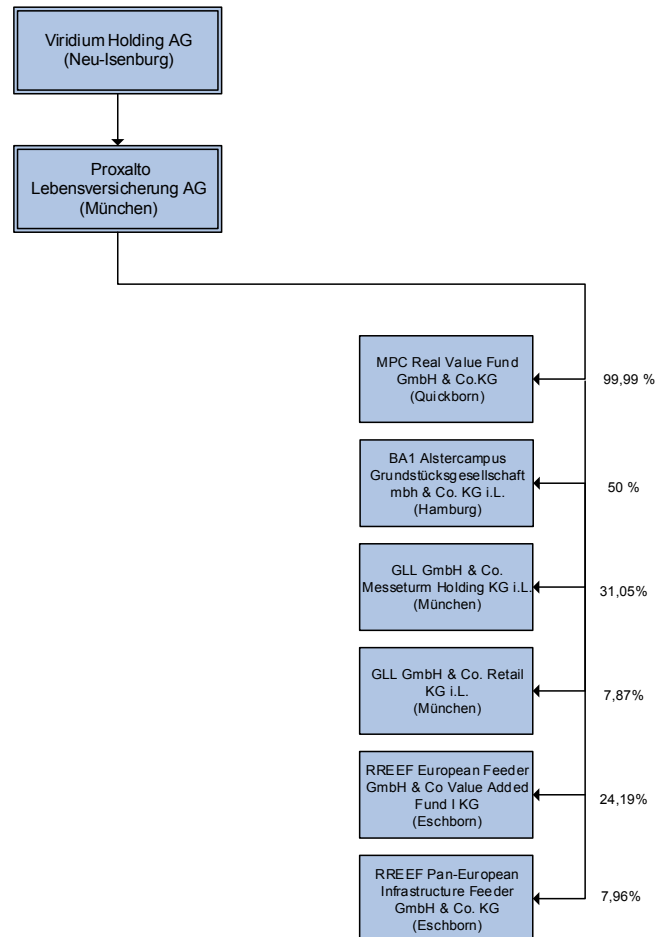 Viridium Holding AG
(Neu-Isenburg)
Proxalto
Lebensversicherung AG
(München)
MPC Real Value Fund
GmbH & Co.KG
(Quickborn)
99,99 %
BA1 Alstercampus
Grundstücksgesellschaft
mbh & Co. KG i.L.
(Hamburg)
50 %
GLL GmbH & Co.
Messeturm Holding KG i.L.
(München)
31,05%
GLL GmbH & Co. Retail
KG i.L.
(München)
7,87%
RREEF European Feeder
GmbH & Co Value Added
Fund I KG
(Eschborn)
24,19%
RREEF Pan-European
Infrastructure Feeder
GmbH & Co. KG
(Eschborn)
7,96%